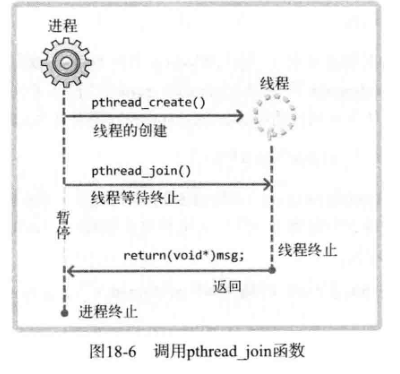 进程
线程
pthread_create()
线程的创建
pthread_join()
线程等待终止
暂停
线程终止
return(void*)msg;
返回
进程终止
图18-6 调用pthread_join函数